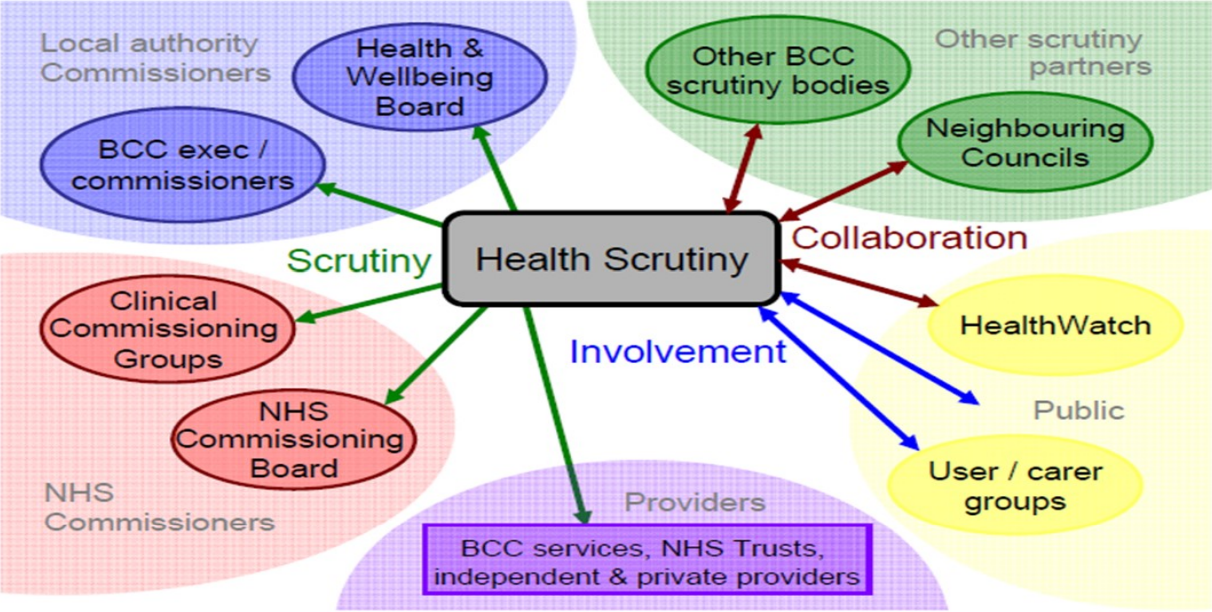 Local authority
Commissioners
Health &
Wellbeing
Board
BCC exec /
commissioners
Other BCC
scrutiny bodies
Other scrutiny
partners
Neighbouring
Councils
Scrutiny
Health Scrutiny
Collaboration
Clinical
Commissioning
Groups
NHS
Commissioning
Board
NHS
Commissioners
Involvement
HealthWatch
Public
User / carer
groups
Providers
BCC services, NHS Trusts,
independent & private providers